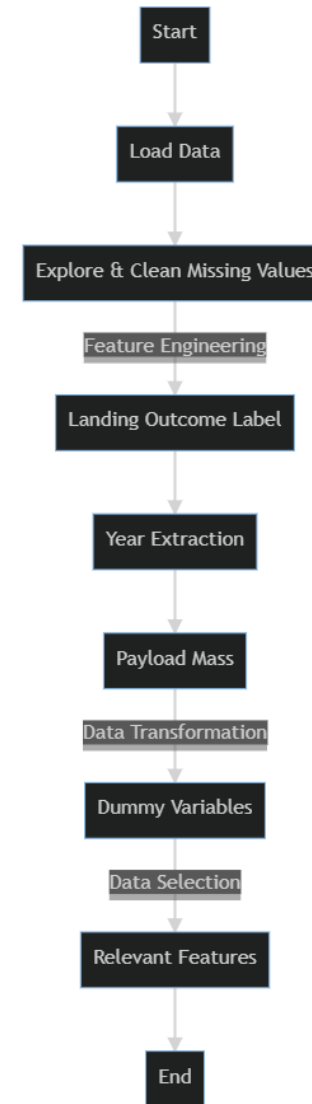 Start
Load Data
Explore & Clean Missing Values
Feature Engineering
Landing Outcome Label
Year Extraction
Payload Mass
Data Transformation
Dummy Variables
Data Selection
Relevant Features
End